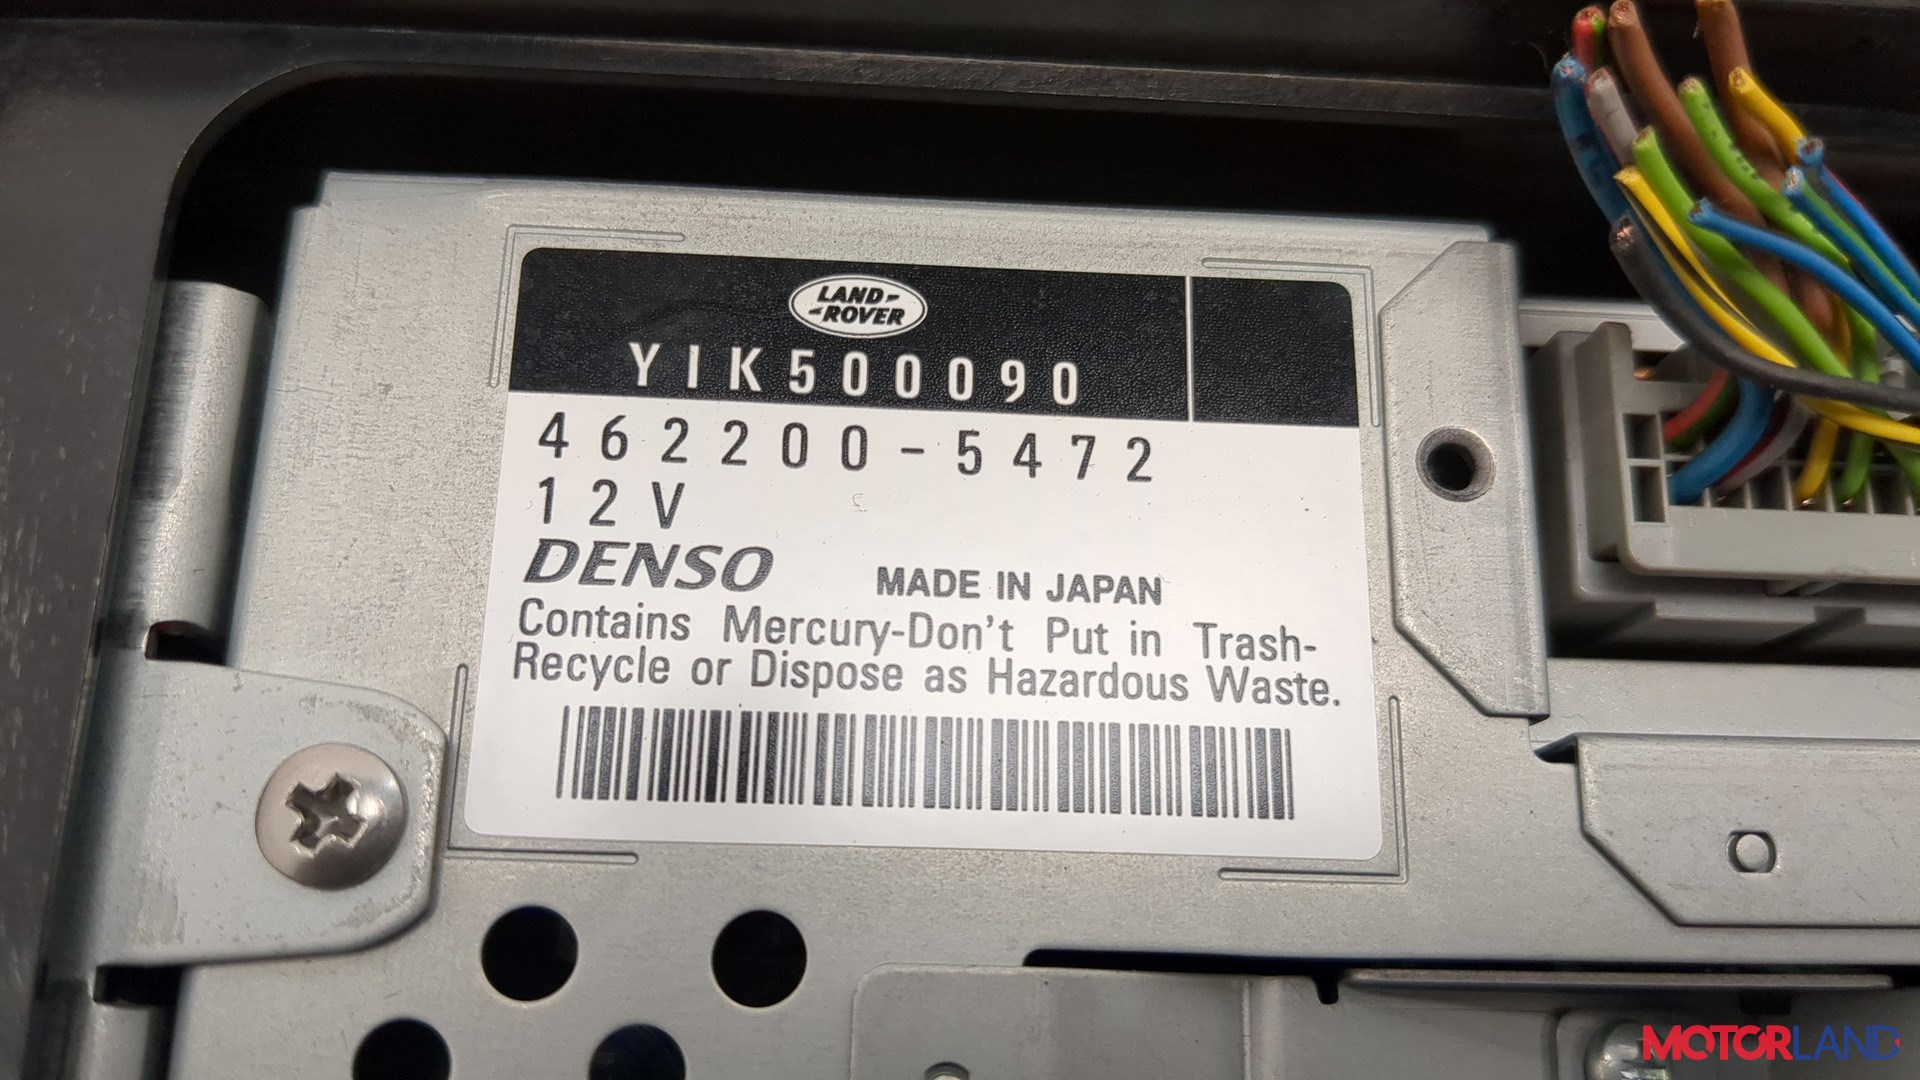 LAND-
-ROVER
YIK500090
462200-5472
12V
DENSO MADE IN JAPAN
Contains Mercury-Don't Put in Trash-
Recycle or Dispose as Hazardous Waste.
MOTORLAND